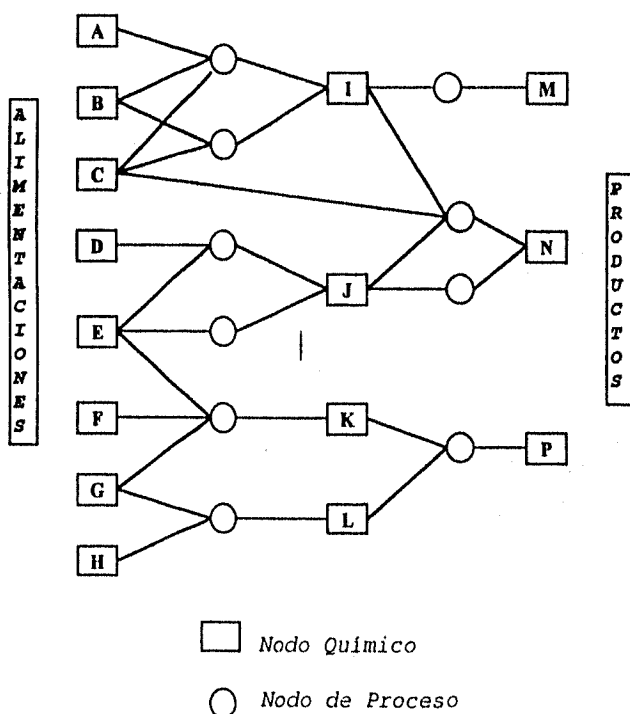 ALIMENTACIONES
A
B
C
D
E
F
G
H
I
J
K
L
M
N
P
PRODUCTOS
Nodo Químico
Nodo de Proceso